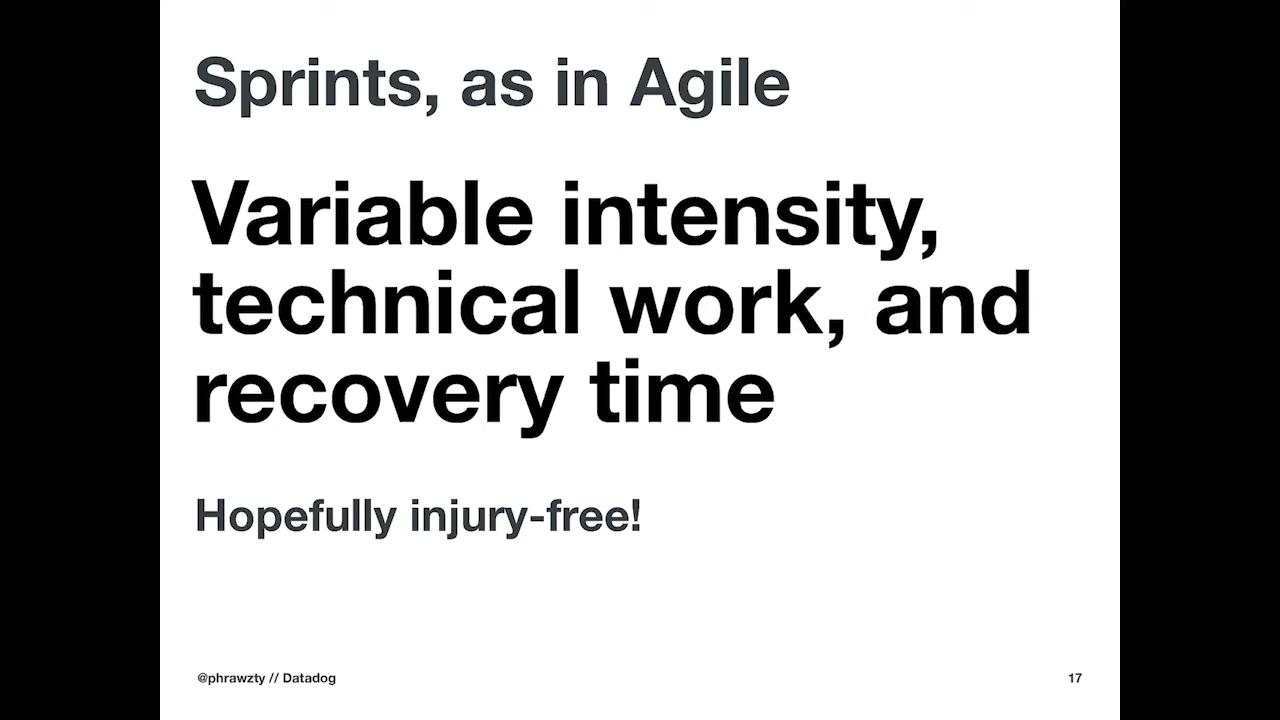 Sprints, as in Agile
Variable intensity,
technical work, and
recovery time
Hopefully injury-free!
@phrawzty // Datadog
17